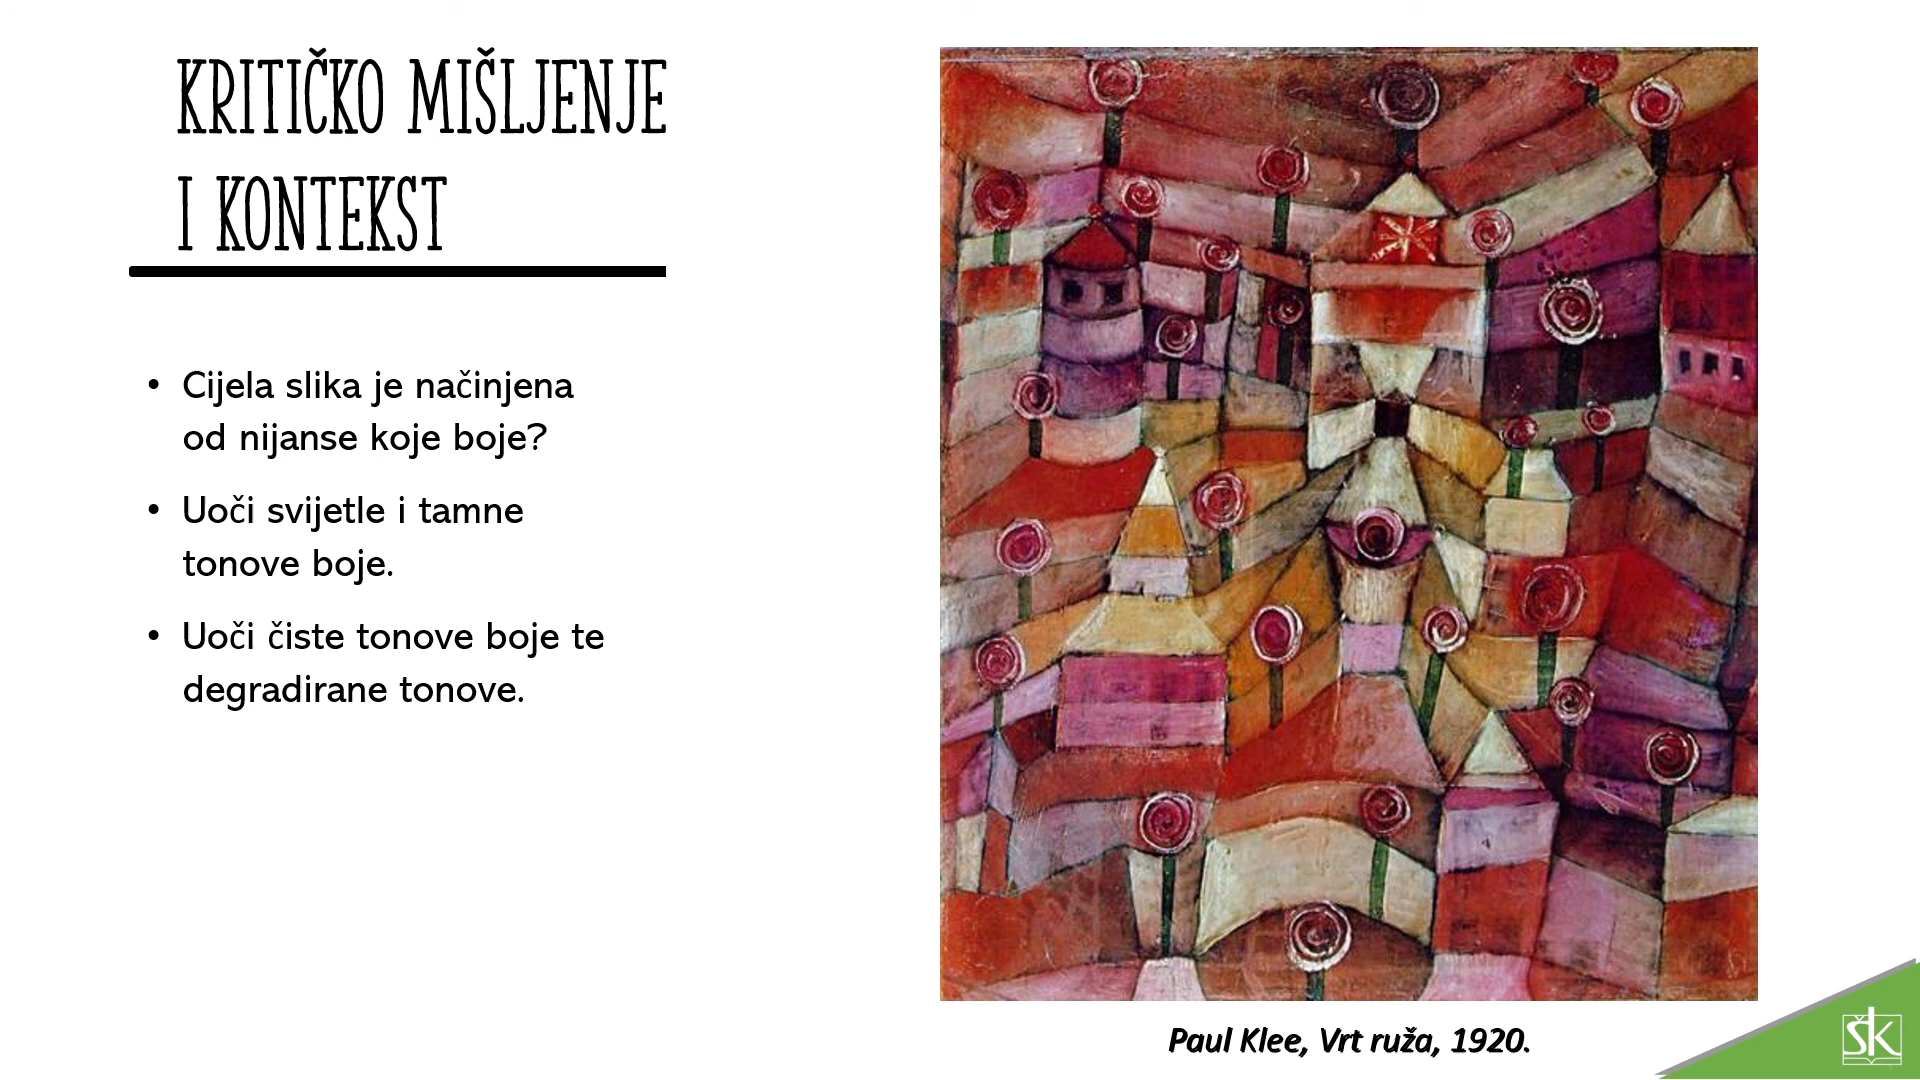 KRITIČKO MIŠLJENJE
I KONTEKST
• Cijela slika je načinjena
od nijanse koje boje?
• Uoči svijetle i tamne
tonove boje.
• Uoči čiste tonove boje te
degradirane tonove.
Paul Klee, Vrt ruža, 1920.
ŠK